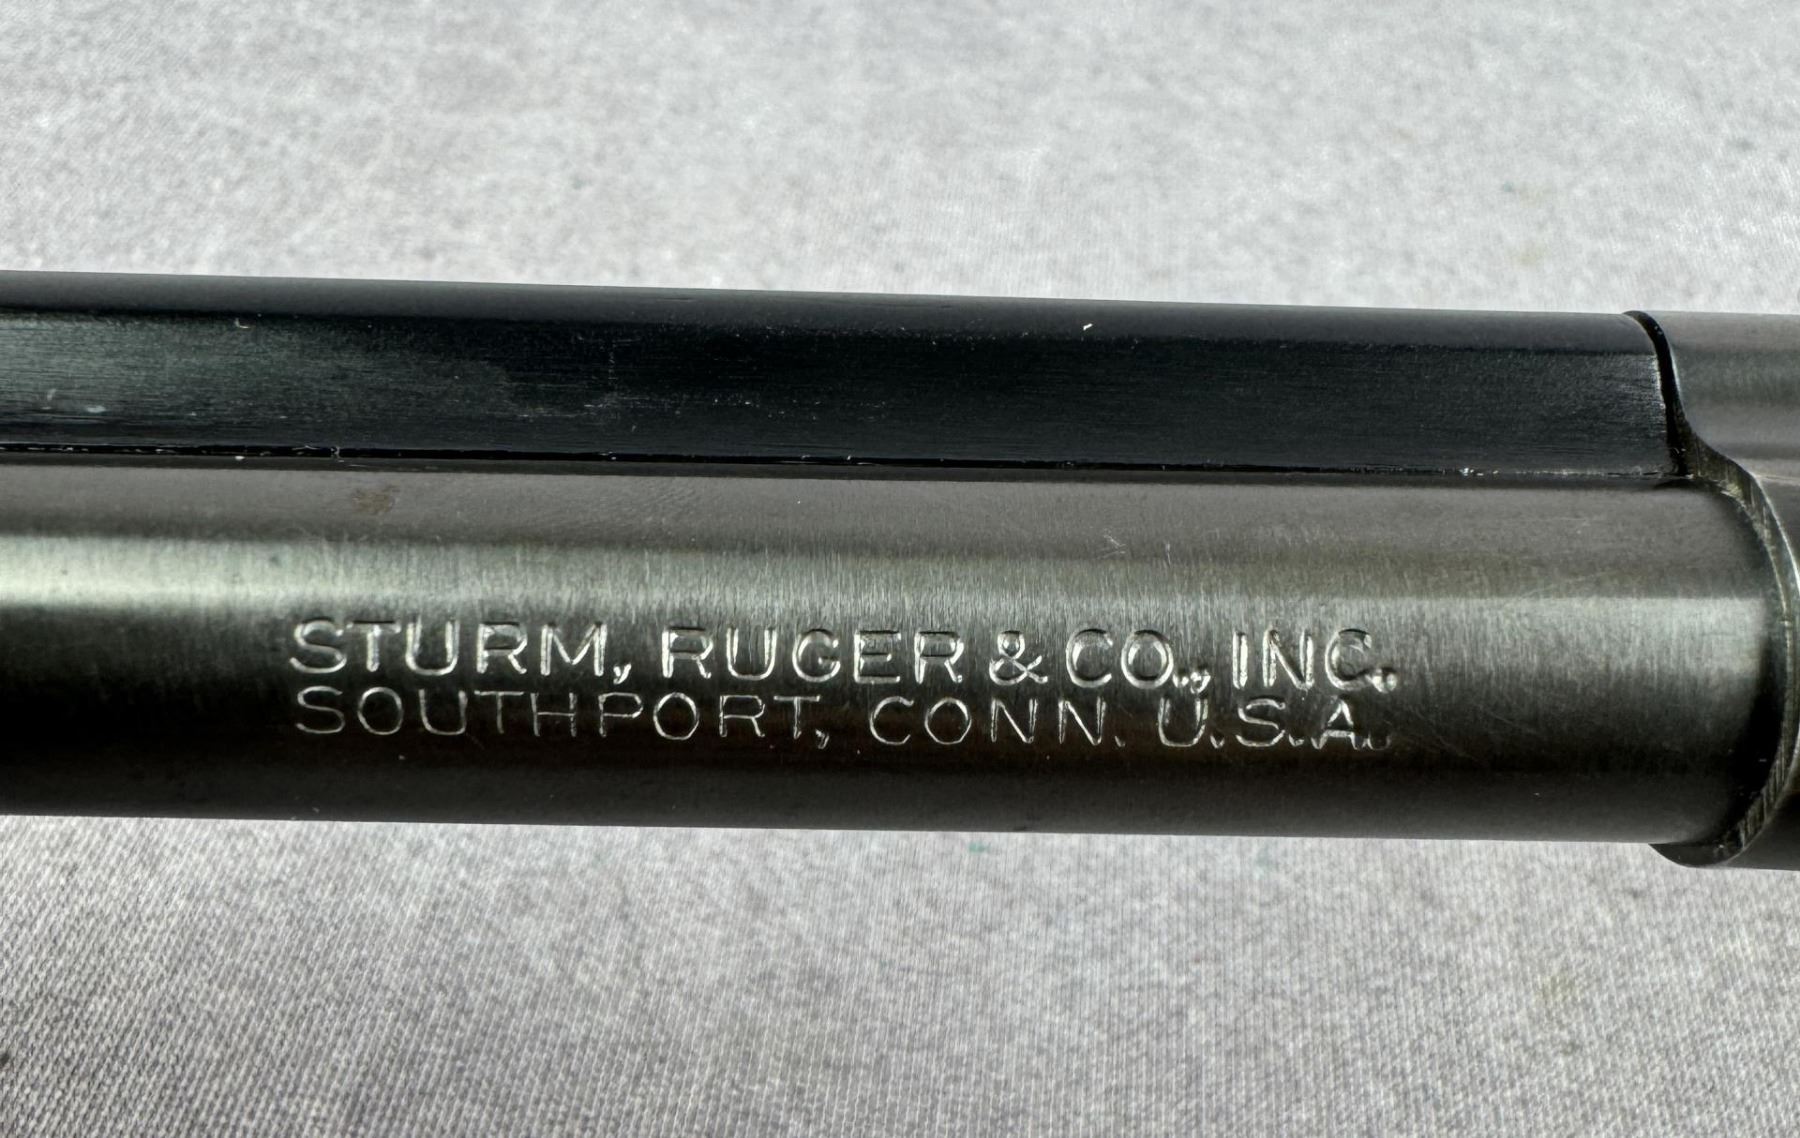 STURM, RUGER & CO., INC.
SOUTHPORT, CONN. U.S.A.